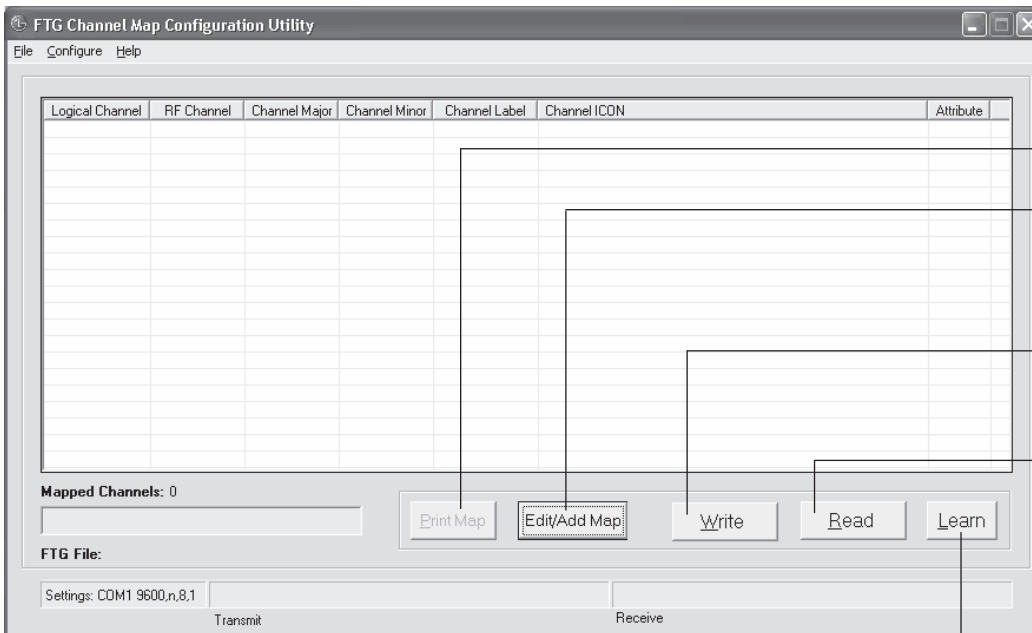 FTG Channel Map Configuration Utility
File Configure Help
Logical Channel RF Channel Channel Major Channel Minor Channel Label Channel ICON Attribute
Mapped Channels: 0
Print Map Edit/Add Map Write Read Learn
FTG File:
Settings: COM1 9600,n,8,1
Transmit Receive